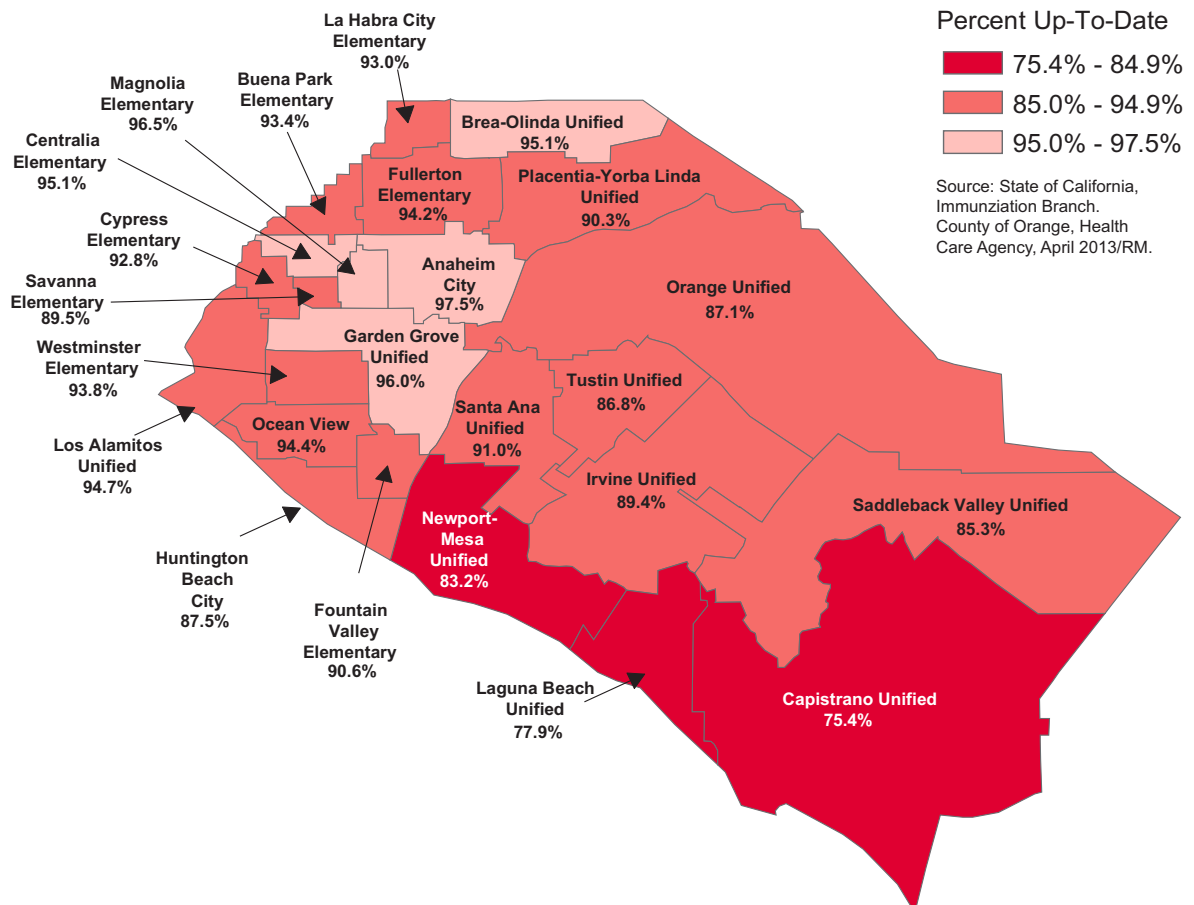 La Habra City
Elementary
93.0%
Magnolia
Elementary
96.5%
Buena Park
Elementary
93.4%
Centralia
Elementary
95.1%
Cypress
Elementary
92.8%
Savanna
Elementary
89.5%
Westminster
Elementary
93.8%
Los Alamitos
Unified
94.7%
Huntington
Beach
City
87.5%
Fountain
Valley
Elementary
90.6%
Laguna Beach
Unified
77.9%
Brea-Olinda Unified
95.1%
Fullerton
Elementary
94.2%
Placentia-Yorba Linda
Unified
90.3%
Anaheim
City
97.5%
Orange Unified
87.1%
Garden Grove
Unified
96.0%
Tustin Unified
86.8%
Santa Ana
Unified
91.0%
Ocean View
94.4%
Irvine Unified
89.4%
Saddleback Valley Unified
85.3%
Newport-
Mesa
Unified
83.2%
Capistrano Unified
75.4%
Percent Up-To-Date
75.4% - 84.9%
85.0% - 94.9%
95.0% - 97.5%
Source: State of California,
Immunziation Branch.
County of Orange, Health
Care Agency, April 2013/RM.